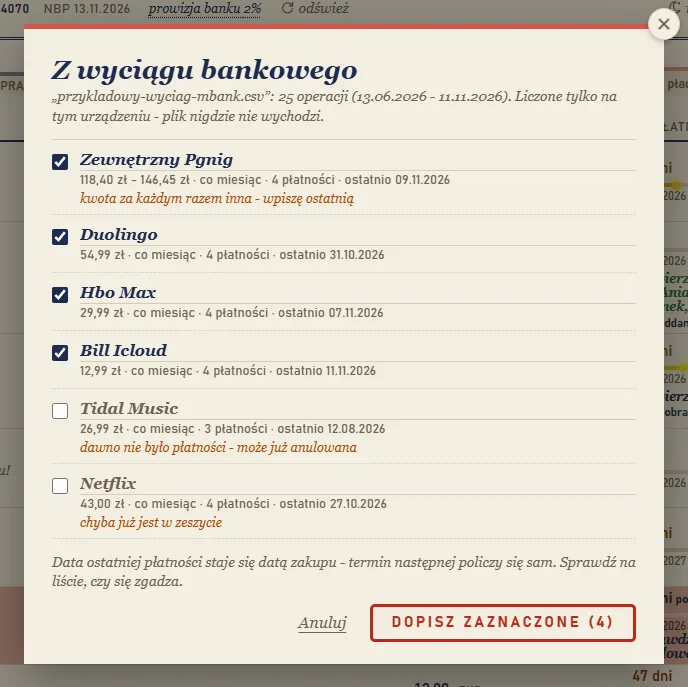 4070 NBP 13.11.2026 prowizja banku 2% odśwież
PRA
Z wyciągu bankowego
„przykladowy-wyciag-mbank.csv”: 25 operacji (13.06.2026 - 11.11.2026). Liczone tylko na
tym urządzeniu - plik nigdzie nie wychodzi.
Zewnętrzny Pgnig
118,40 zł - 146,45 zł · co miesiąc · 4 płatności · ostatnio 09.11.2026
kwota za każdym razem inna - wpiszę ostatnią
Duolingo
54,99 zł · co miesiąc · 4 płatności · ostatnio 31.10.2026
Hbo Max
29,99 zł · co miesiąc · 4 płatności · ostatnio 07.11.2026
Bill Icloud
12,99 zł · co miesiąc · 4 płatności · ostatnio 11.11.2026
Tidal Music
26,99 zł · co miesiąc · 3 płatności · ostatnio 12.08.2026
dawno nie było płatności - może już anulowana
Netflix
43,00 zł · co miesiąc · 4 płatności · ostatnio 27.10.2026
chyba już jest w zeszycie
Data ostatniej płatności staje się datą zakupu - termin następnej policzy się sam. Sprawdź na
liście, czy się zgadza.
Anuluj DOPISZ ZAZNACZONE (4)
47 dni